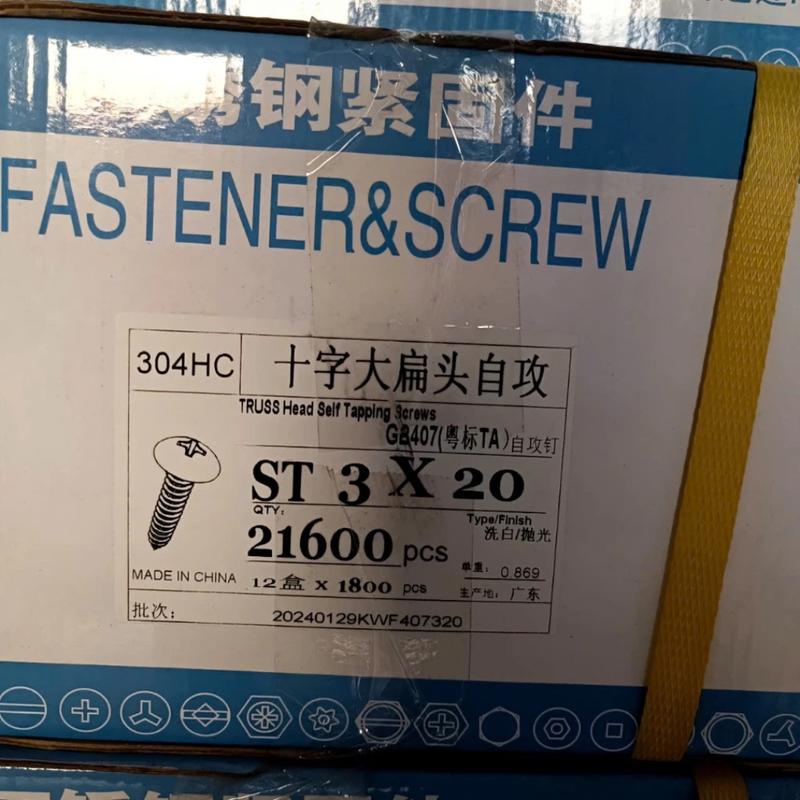 锈钢紧固件
FASTENER&SCREW
304HC
十字大扁头自攻
TRUSS Head Self Tapping Screws
GB407(粤标TA)自攻钉
ST 3 X 20
QTY:
Type/Finish
洗白/抛光
21600 pcs
单重: 0.869
MADE IN CHINA
12盒 x 1800 pcs
生产地: 广东
批次:
20240129KWF407320